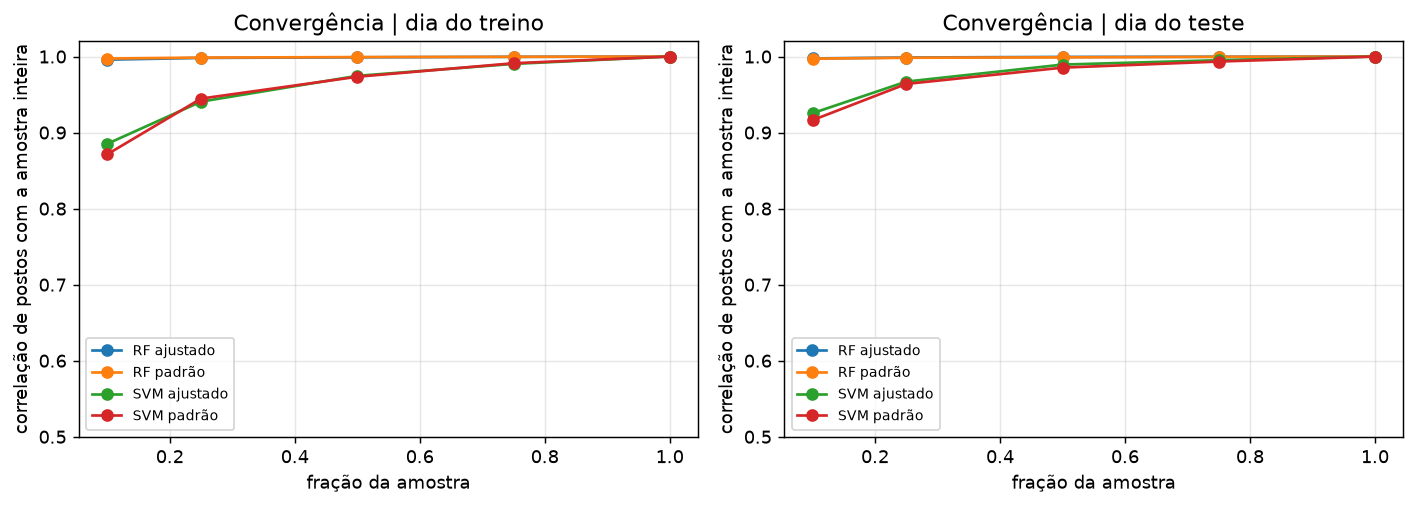 Convergência | dia do treino
correlação de postos com a amostra inteira
1.0
0.9
0.8
0.7
0.6
0.5
RF ajustado
RF padrão
SVM ajustado
SVM padrão
0.2 0.4 0.6 0.8 1.0
fração da amostra
Convergência | dia do teste
correlação de postos com a amostra inteira
1.0
0.9
0.8
0.7
0.6
0.5
RF ajustado
RF padrão
SVM ajustado
SVM padrão
0.2 0.4 0.6 0.8 1.0
fração da amostra